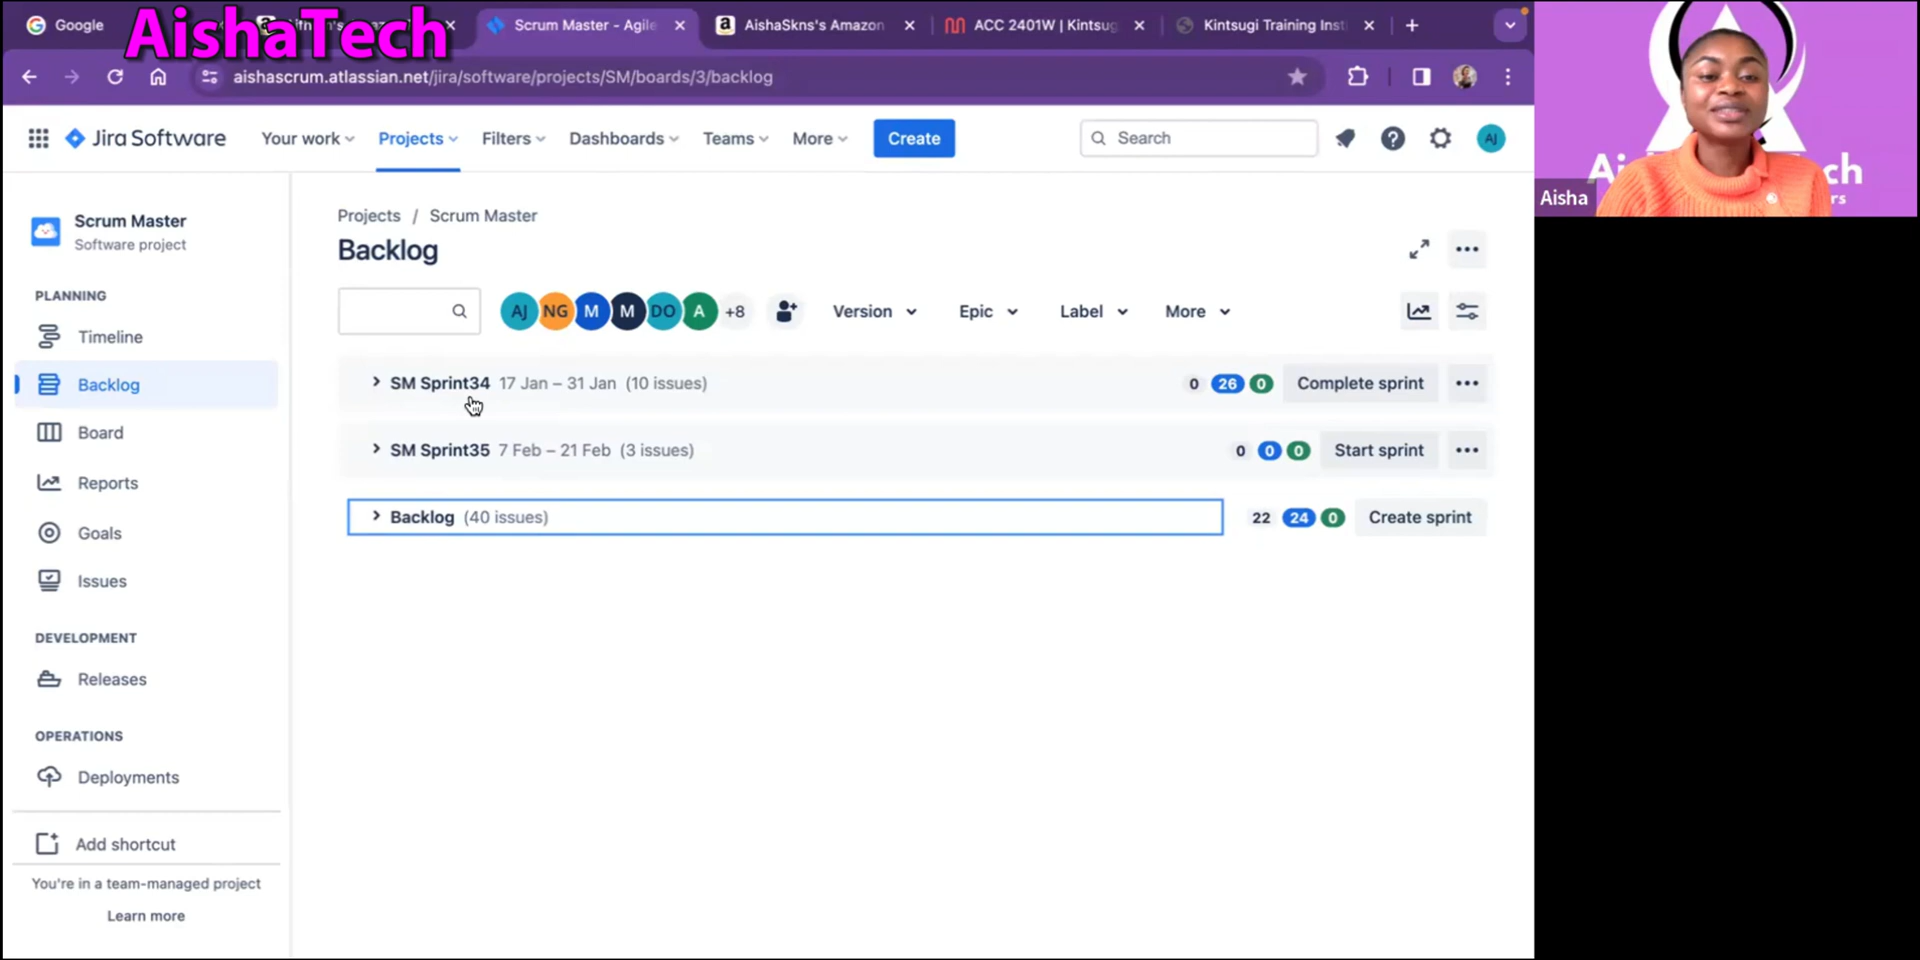 Google
AishaTech
Scrum Master - Agile
AishaSkns's Amazon
ACC 2401W | Kintsug
Kintsugi Training Inst
aishascrum.atlassian.net/jira/software/projects/SM/boards/3/backlog
Jira Software
Your work
Projects
Filters
Dashboards
Teams
More
Create
Search
AJ
Aisha
Scrum Master
Software project
PLANNING
Timeline
Backlog
Board
Reports
Goals
Issues
DEVELOPMENT
Releases
OPERATIONS
Deployments
Add shortcut
You're in a team-managed project
Learn more
Projects / Scrum Master
Backlog
AJ NG M M DO A +8
Version
Epic
Label
More
SM Sprint34 17 Jan – 31 Jan (10 issues) 0 26 0 Complete sprint
SM Sprint35 7 Feb – 21 Feb (3 issues) 0 0 0 Start sprint
Backlog (40 issues) 22 24 0 Create sprint